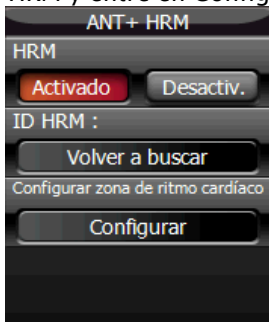 ANT+ HRM
HRM
Activado Desactiv.
ID HRM :
Volver a buscar
Configurar zona de ritmo cardíaco
Configurar